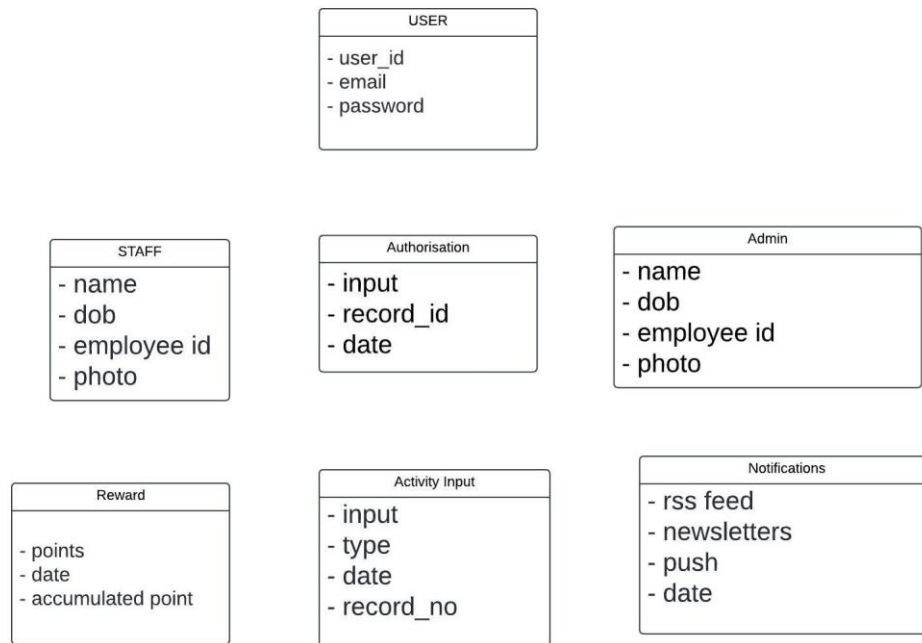 USER
- user_id
- email
- password
STAFF
- name
- dob
- employee id
- photo
Authorisation
- input
- record_id
- date
Admin
- name
- dob
- employee id
- photo
Reward
- points
- date
- accumulated point
Activity Input
- input
- type
- date
- record_no
Notifications
- rss feed
- newsletters
- push
- date